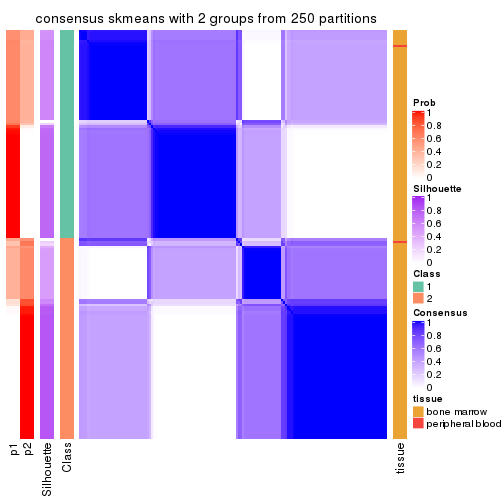 consensus skmeans with 2 groups from 250 partitions
Prob
1
0.8
0.6
0.4
0.2
0
Silhouette
1
0.8
0.6
0.4
0.2
0
Class
1
2
Consensus
1
0.8
0.6
0.4
0.2
0
tissue
bone marrow
peripheral blood
p1
p2
Silhouette
Class
tissue